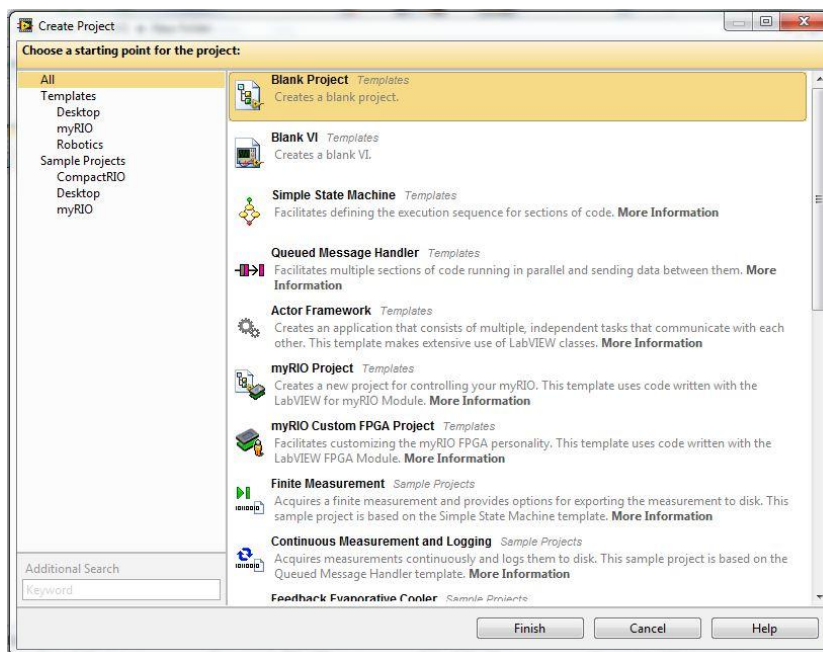 Create Project
Choose a starting point for the project:
All
Templates
Desktop
myRIO
Robotics
Sample Projects
CompactRIO
Desktop
myRIO
Additional Search
Keyword
Blank Project Templates
Creates a blank project.
Blank VI Templates
Creates a blank VI.
Simple State Machine Templates
Facilitates defining the execution sequence for sections of code. More Information
Queued Message Handler Templates
Facilitates multiple sections of code running in parallel and sending data between them. More
Information
Actor Framework Templates
Creates an application that consists of multiple, independent tasks that communicate with each
other. This template makes extensive use of LabVIEW classes. More Information
myRIO Project Templates
Creates a new project for controlling your myRIO. This template uses code written with the
LabVIEW for myRIO Module. More Information
myRIO Custom FPGA Project Templates
Facilitates customizing the myRIO FPGA personality. This template uses code written with the
LabVIEW FPGA Module. More Information
Finite Measurement Sample Projects
Acquires a finite measurement and provides options for exporting the measurement to disk. This
sample project is based on the Simple State Machine template. More Information
Continuous Measurement and Logging Sample Projects
Acquires measurements continuously and logs them to disk. This sample project is based on the
Queued Message Handler template. More Information
Feedback Evaporative Cooler Sample Projects
Finish
Cancel
Help